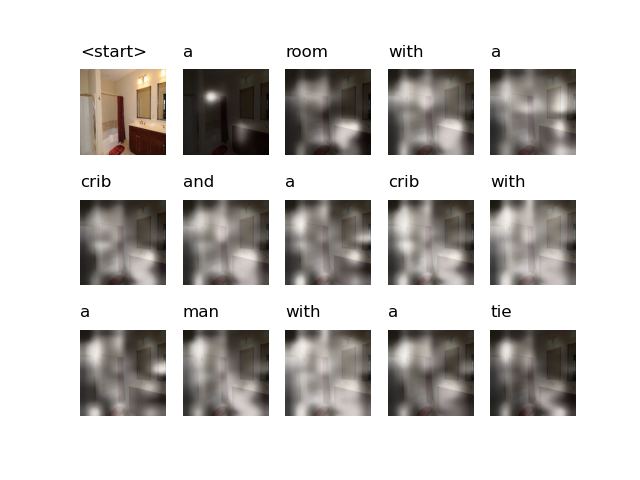 <start> a room with a
crib and a crib with
a man with a tie